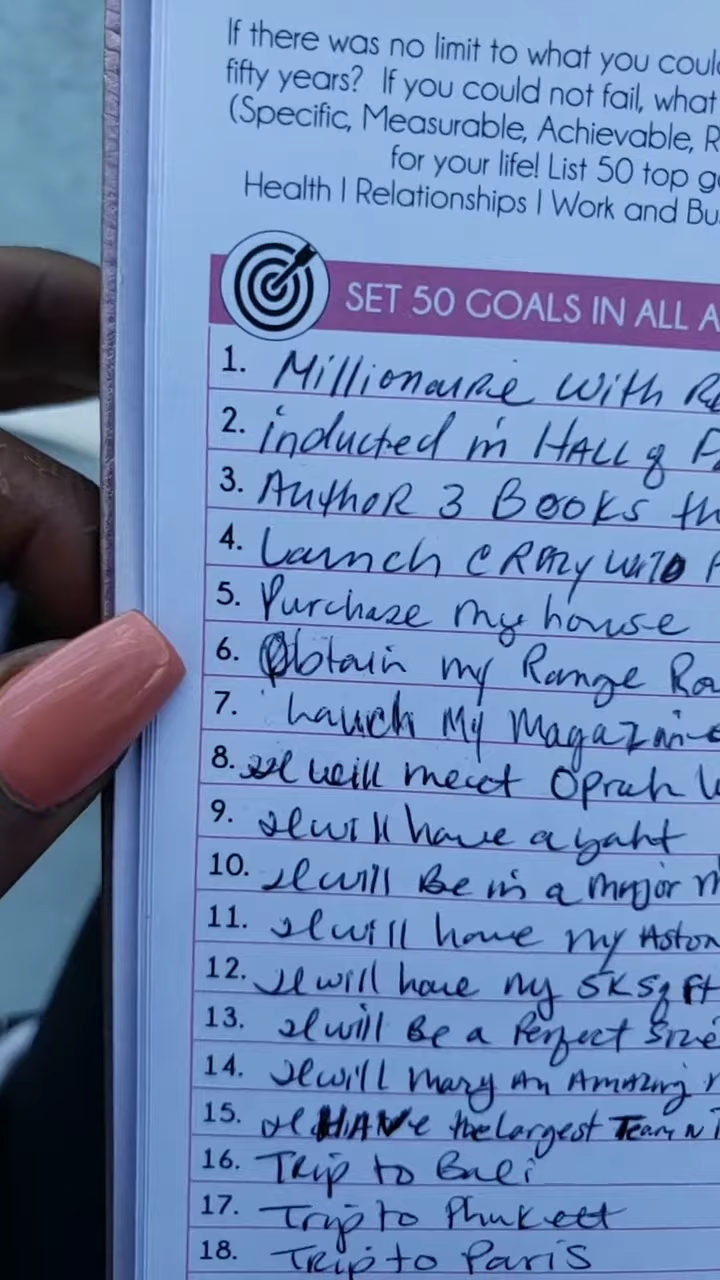 If there was no limit to what you coul
fifty years? If you could not fail, what
(Specific, Measurable, Achievable, R
for your life! List 50 top g
Health | Relationships | Work and Bu
SET 50 GOALS IN ALL A
1. Millionaire with R
2. inducted in HALL of F
3. AuthoR 3 Books th
4. Launch CRAzy
5. Purchase my house
6. Obtain my Range Ro
7. Lauch My Magazine
8. I will meet Oprah W
9. I will have a yaht
10. I will Be in a major m
11. I will have my Aston
12. I will have my 5K Sq Ft
13. I will Be a Perfect Size
14. I will Mary An Amazing
15. I HAVe the Largest Team
16. Trip to Bali
17. Trip to Phukett
18. Trip to Paris